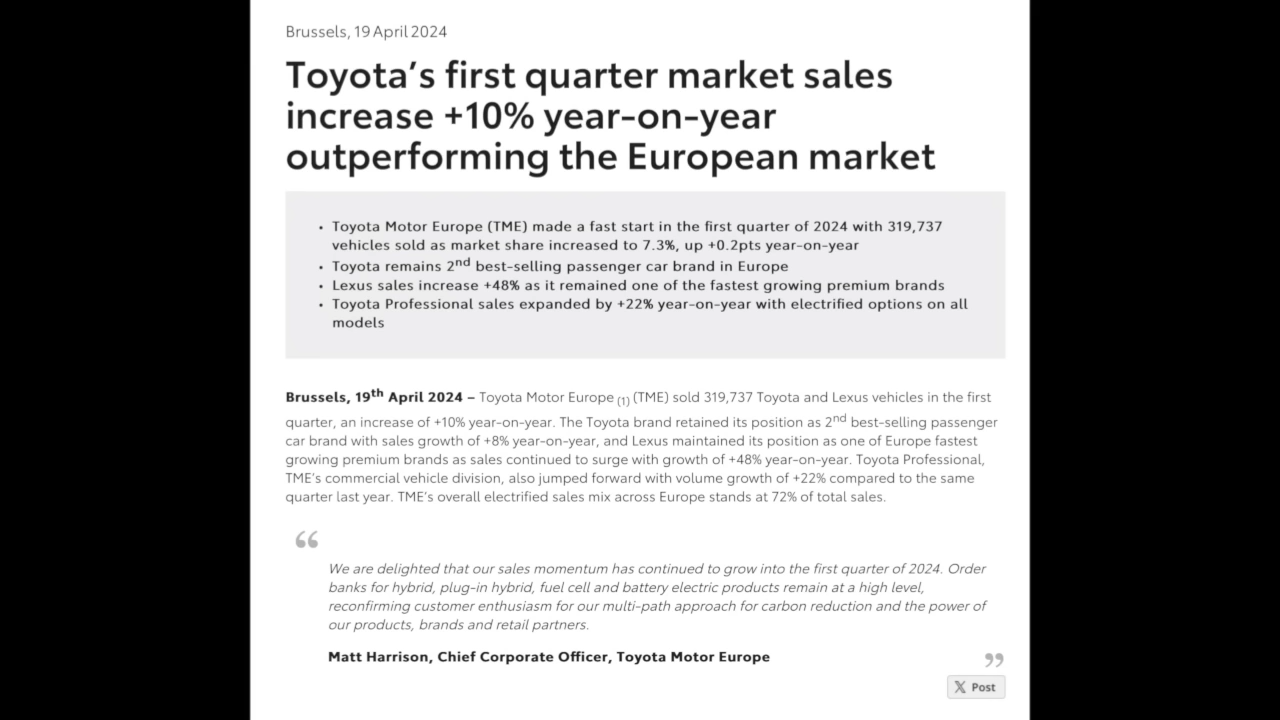 Brussels, 19 April 2024
Toyota’s first quarter market sales
increase +10% year-on-year
outperforming the European market
• Toyota Motor Europe (TME) made a fast start in the first quarter of 2024 with 319,737
vehicles sold as market share increased to 7.3%, up +0.2pts year-on-year
• Toyota remains 2nd best-selling passenger car brand in Europe
• Lexus sales increase +48% as it remained one of the fastest growing premium brands
• Toyota Professional sales expanded by +22% year-on-year with electrified options on all
models
Brussels, 19th April 2024 – Toyota Motor Europe (1) (TME) sold 319,737 Toyota and Lexus vehicles in the first
quarter, an increase of +10% year-on-year. The Toyota brand retained its position as 2nd best-selling passenger
car brand with sales growth of +8% year-on-year, and Lexus maintained its position as one of Europe fastest
growing premium brands as sales continued to surge with growth of +48% year-on-year. Toyota Professional,
TME’s commercial vehicle division, also jumped forward with volume growth of +22% compared to the same
quarter last year. TME’s overall electrified sales mix across Europe stands at 72% of total sales.
“
We are delighted that our sales momentum has continued to grow into the first quarter of 2024. Order
banks for hybrid, plug-in hybrid, fuel cell and battery electric products remain at a high level,
reconfirming customer enthusiasm for our multi-path approach for carbon reduction and the power of
our products, brands and retail partners.
Matt Harrison, Chief Corporate Officer, Toyota Motor Europe
”
X Post